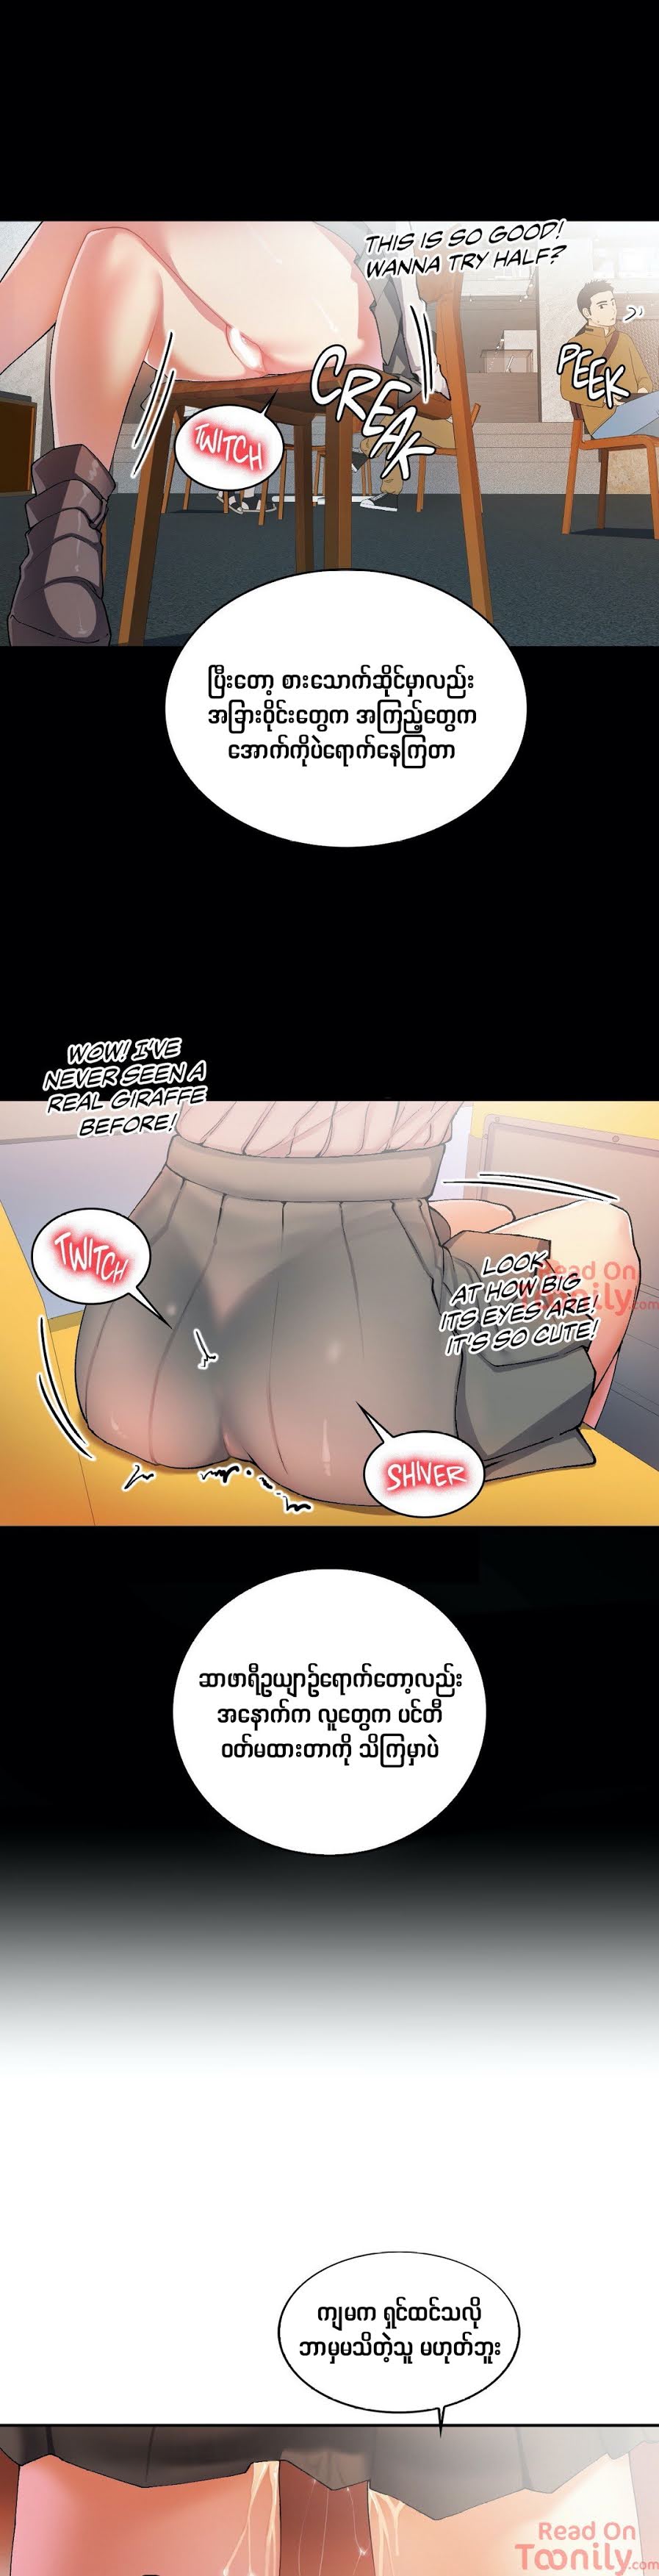 THIS IS SO GOOD!
WANNA TRY HALF?
PEEK
CREAK
TWITCH
ပြီးတော့ စားသောက်ဆိုင်မှာလည်း
အခြားဝိုင်းတွေက အကြည့်တွေက
အောက်ကိုပဲရောက်နေကြတာ
WOW! I'VE
NEVER SEEN A
REAL GIRAFFE
BEFORE!
TWITCH
LOOK
AT HOW BIG
ITS EYES ARE!
IT'S SO CUTE!
Read On
Toonily.com
SHIVER
ဆာဖာရီဥယျာဉ်ရောက်တော့လည်း
အနောက်က လူတွေက ပင်တီ
ဝတ်မထားတာကို သိကြမှာပဲ
ကျမက ရှင်ထင်သလို
ဘာမှမသိတဲ့သူ မဟုတ်ဘူး
Read On
Toonily.com